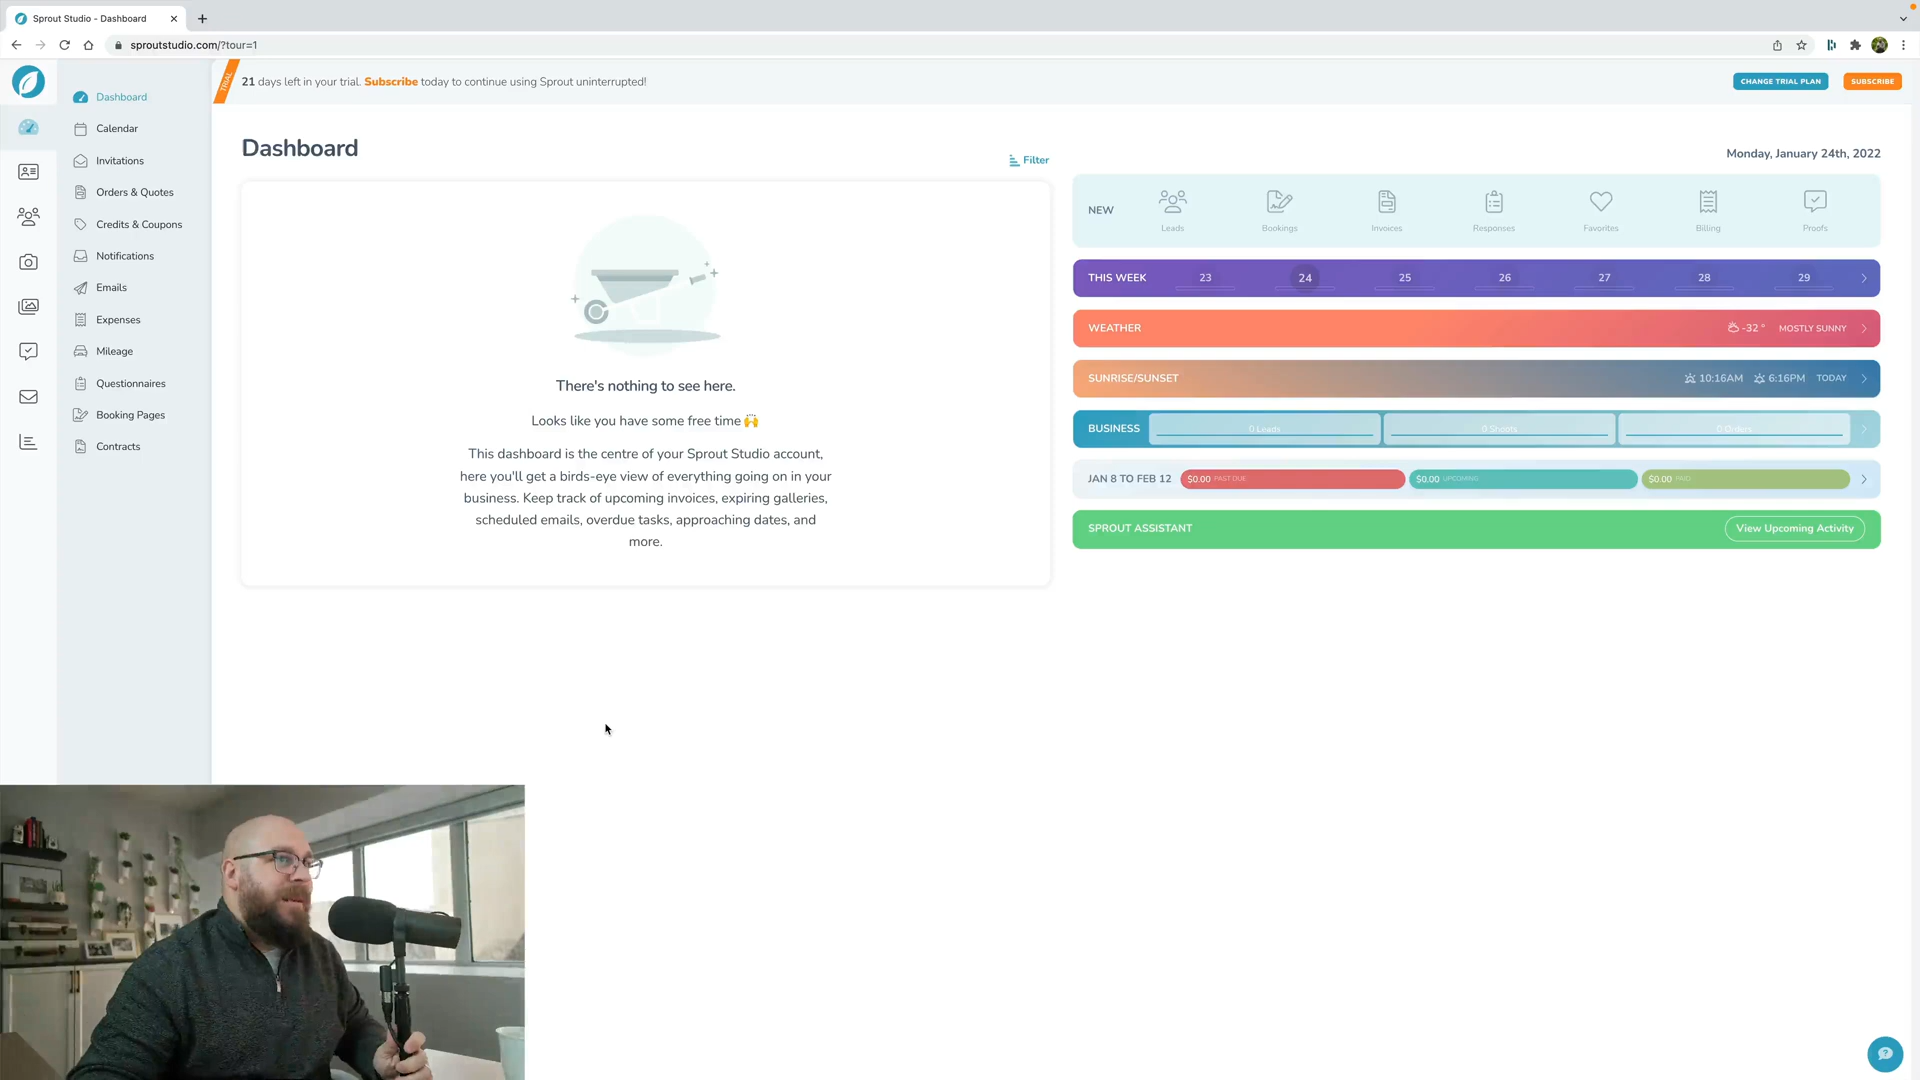 Sprout Studio - Dashboard
sproutstudio.com/?tour=1
TRIAL
21 days left in your trial. Subscribe today to continue using Sprout uninterrupted!
CHANGE TRIAL PLAN
SUBSCRIBE
Dashboard
Calendar
Invitations
Orders & Quotes
Credits & Coupons
Notifications
Emails
Expenses
Mileage
Questionnaires
Booking Pages
Contracts
Dashboard
Filter
There's nothing to see here.
Looks like you have some free time 🙌
This dashboard is the centre of your Sprout Studio account,
here you'll get a birds-eye view of everything going on in your
business. Keep track of upcoming invoices, expiring galleries,
scheduled emails, overdue tasks, approaching dates, and
more.
Monday, January 24th, 2022
NEW
Leads
Bookings
Invoices
Responses
Favorites
Billing
Proofs
THIS WEEK 23 24 25 26 27 28 29
WEATHER -32 ° MOSTLY SUNNY
SUNRISE/SUNSET 10:16AM 6:16PM TODAY
BUSINESS 0 Leads 0 Shoots 0 Orders
JAN 8 TO FEB 12 $0.00 PAST DUE $0.00 UPCOMING $0.00 PAID
SPROUT ASSISTANT View Upcoming Activity